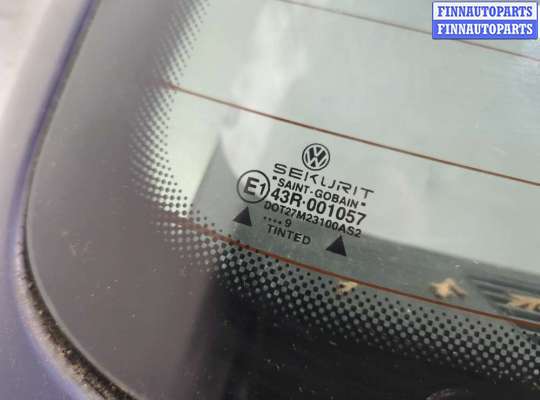 FINNAUTOPARTS
FINNAUTOPARTS
SEKURIT
"SAINT-GOBAIN"
E1 43R-001057
DOT27M23100AS2
....9
TINTED